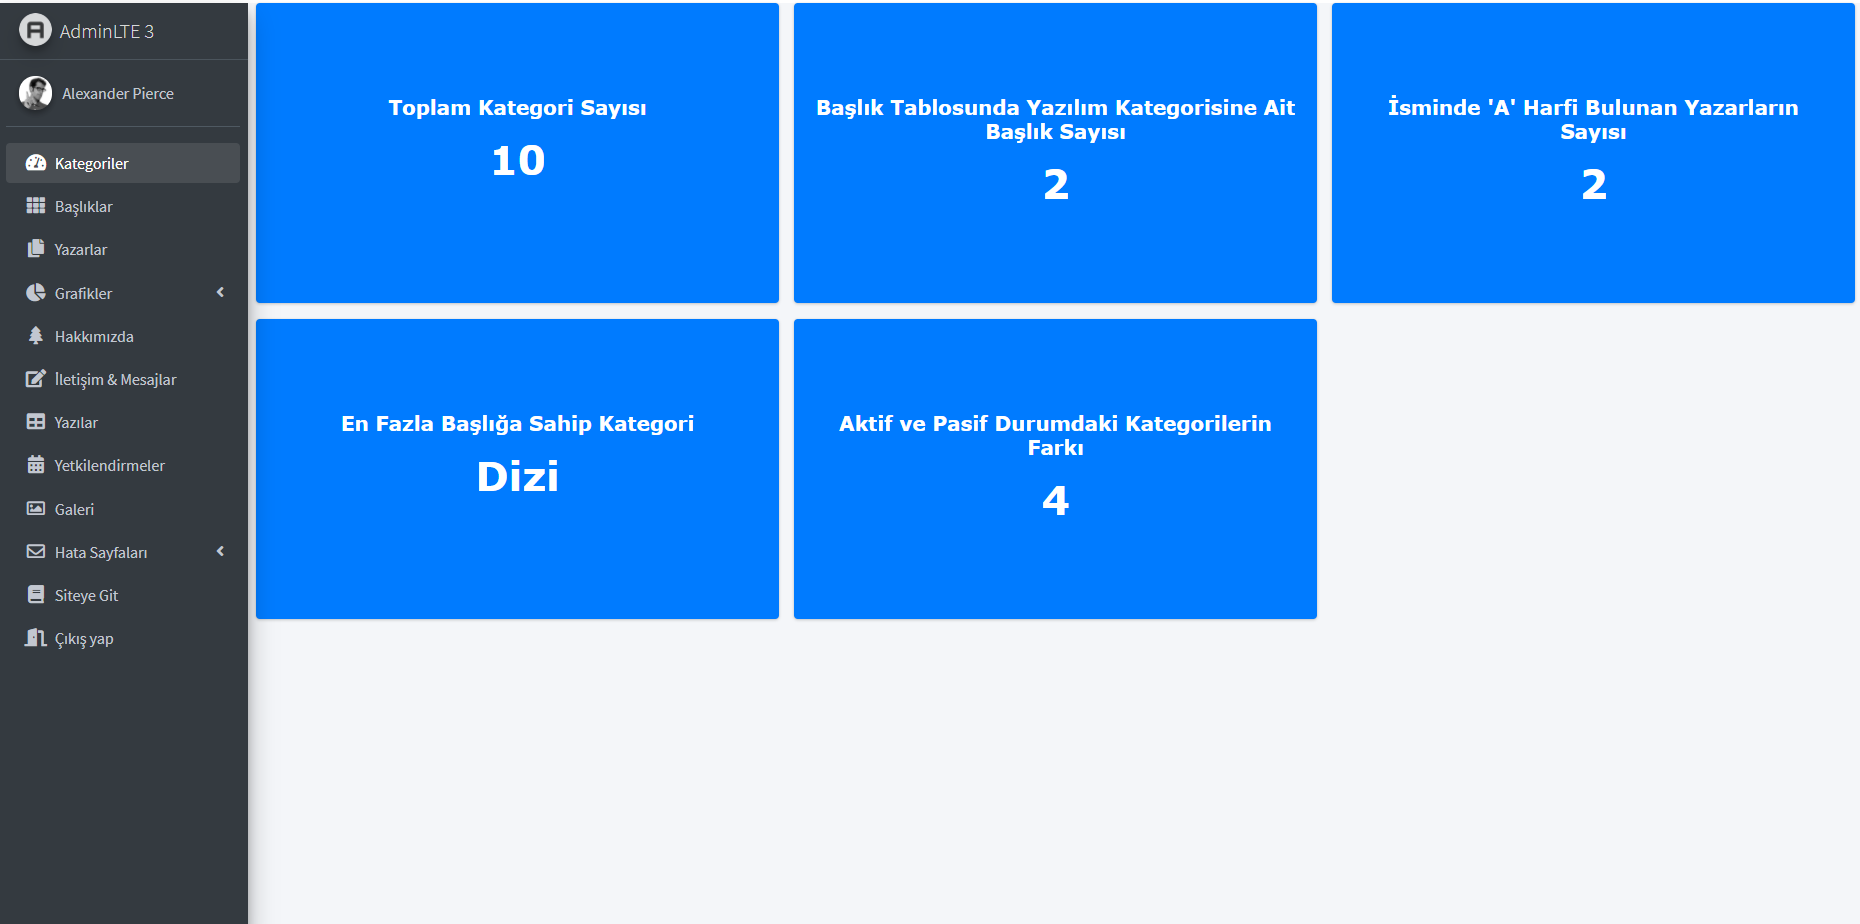 AdminLTE 3
Alexander Pierce
Kategoriler
Başlıklar
Yazarlar
Grafikler
Hakkımızda
İletişim & Mesajlar
Yazılar
Yetkilendirmeler
Galeri
Hata Sayfaları
Siteye Git
Çıkış yap
Toplam Kategori Sayısı
10
Başlık Tablosunda Yazılım Kategorisine Ait
Başlık Sayısı
2
İsminde 'A' Harfi Bulunan Yazarların
Sayısı
2
En Fazla Başlığa Sahip Kategori
Dizi
Aktif ve Pasif Durumdaki Kategorilerin
Farkı
4